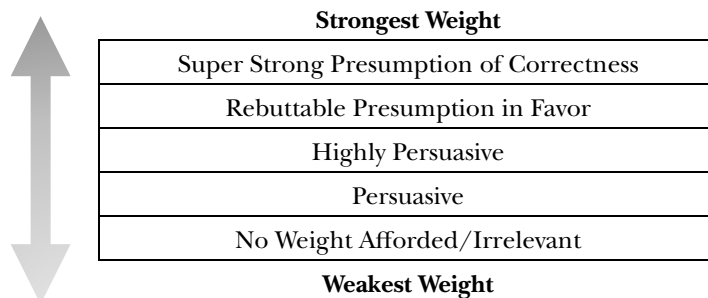 Strongest Weight
Super Strong Presumption of Correctness
Rebuttable Presumption in Favor
Highly Persuasive
Persuasive
No Weight Afforded/Irrelevant
Weakest Weight